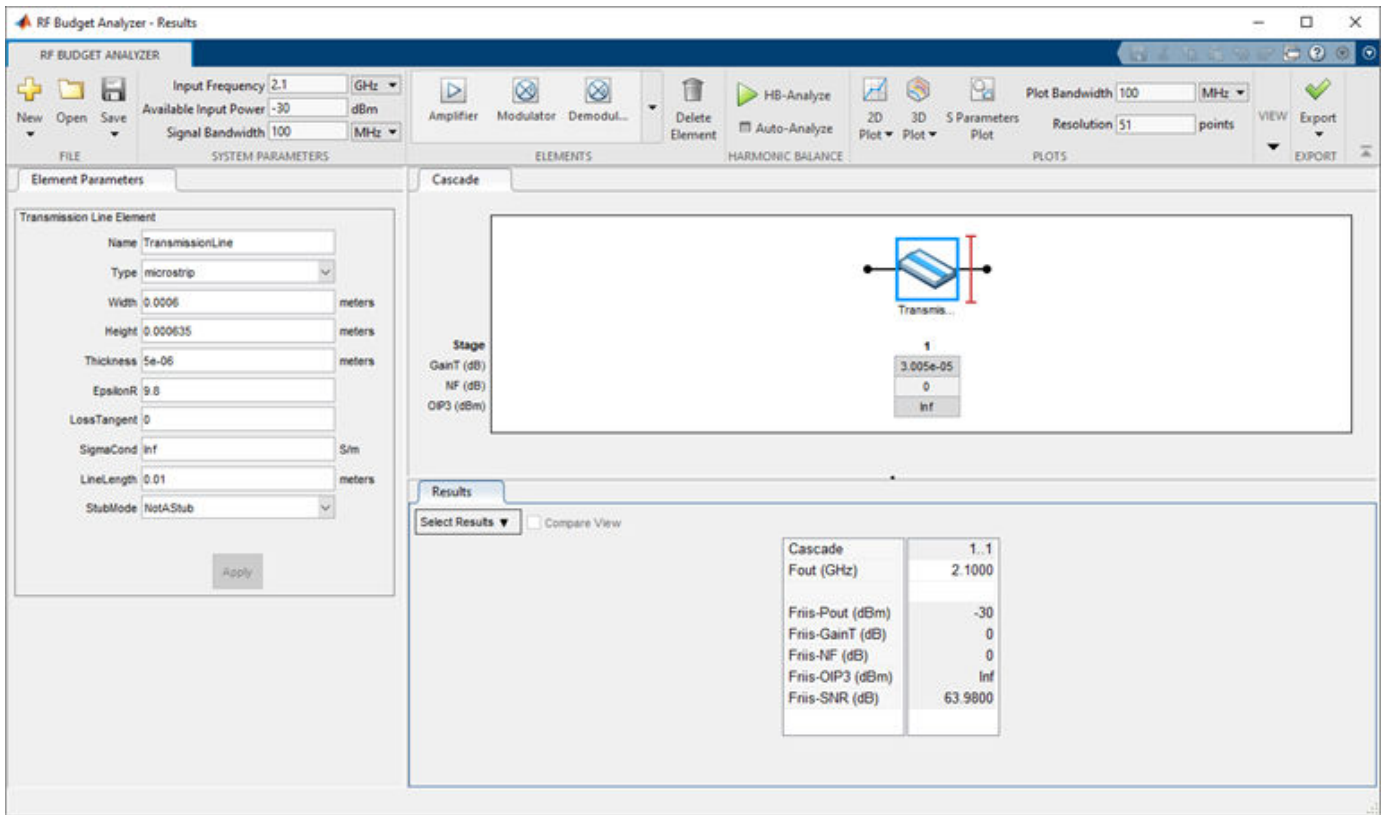 RF Budget Analyzer - Results
RF BUDGET ANALYZER
New
Open
Save
FILE
Input Frequency 2.1 GHz
Available Input Power -30 dBm
Signal Bandwidth 100 MHz
SYSTEM PARAMETERS
Amplifier
Modulator
Demodul...
ELEMENTS
Delete
Element
HB-Analyze
Auto-Analyze
HARMONIC BALANCE
2D
Plot
3D
Plot
S Parameters
Plot
Plot Bandwidth 100 MHz
Resolution 51 points
PLOTS
VIEW
Export
EXPORT
Element Parameters
Transmission Line Element
Name TransmissionLine
Type microstrip
Width 0.0006 meters
Height 0.000635 meters
Thickness 5e-06 meters
EpsilonR 9.8
LossTangent 0
SigmaCond Inf S/m
LineLength 0.01 meters
StubMode NotAStub
Apply
Cascade
Transmis...
Stage 1
GainT (dB) 3.005e-05
NF (dB) 0
OIP3 (dBm) Inf
Results
Select Results ▼ Compare View
Cascade 1..1
Fout (GHz) 2.1000
Friis-Pout (dBm) -30
Friis-GainT (dB) 0
Friis-NF (dB) 0
Friis-OIP3 (dBm) Inf
Friis-SNR (dB) 63.9800